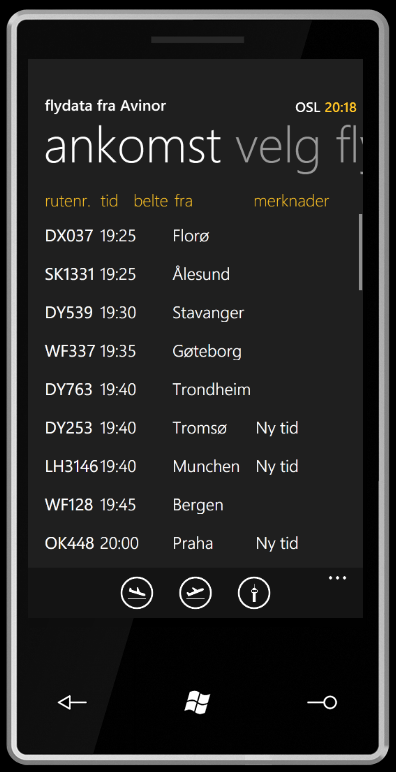 flydata fra Avinor OSL 20:18
ankomst velg fly
rutenr. tid belte fra merknader
DX037 19:25 Florø
SK1331 19:25 Ålesund
DY539 19:30 Stavanger
WF337 19:35 Gøteborg
DY763 19:40 Trondheim
DY253 19:40 Tromsø Ny tid
LH3146 19:40 Munchen Ny tid
WF128 19:45 Bergen
OK448 20:00 Praha Ny tid